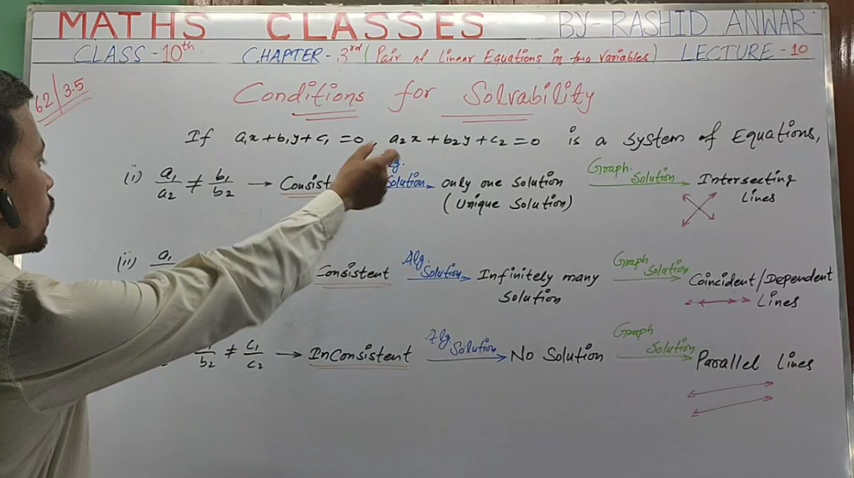 MATHS CLASSES BY- RASHID ANWAR
CLASS - 10th CHAPTER - 3rd (Pair of Linear Equations in two Variables) LECTURE - 10
62/3.5
Conditions for Solvability
If a₁x + b₁y + c₁ = 0, a₂x + b₂y + c₂ = 0 is a System of Equations,
(i) a₁/a₂ ≠ b₁/b₂ → Solution only one Solution (Unique Solution) Graph. Solution Intersecting Lines
(ii) a₁ Consistent Alg. Solution Infinitely many Solution Graph Solution Coincident/Dependent Lines
b₂ ≠ c₁/c₂ → InConsistent Alg Solution No Solution Graph Solution Parallel Lines